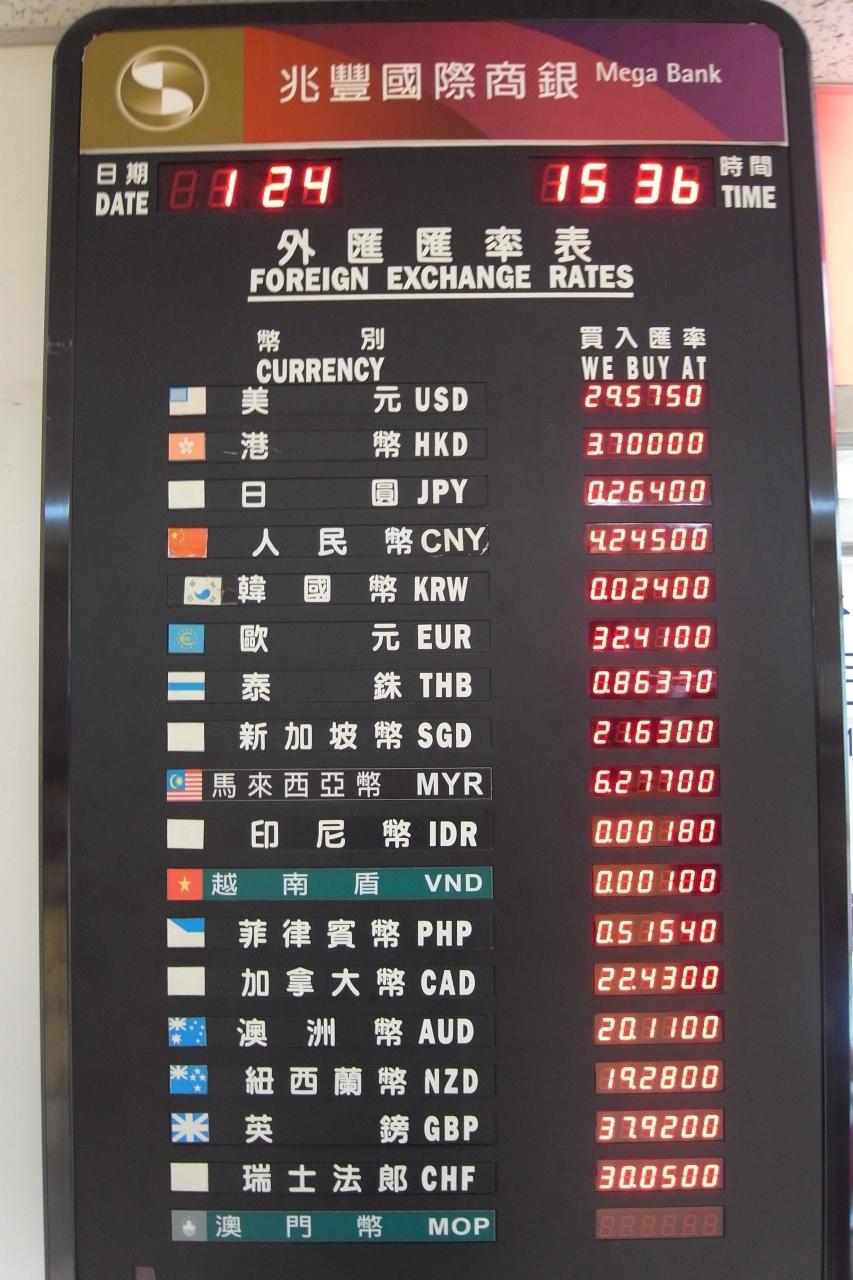 兆豐國際商銀 Mega Bank
日期 DATE 1 24 15 36 時間 TIME
外匯匯率表
FOREIGN EXCHANGE RATES
幣別 買入匯率
CURRENCY WE BUY AT
美元 USD 29.5750
港幣 HKD 3.70000
日圓 JPY 0.26400
人民幣 CNY 4.24500
韓國幣 KRW 0.02400
歐元 EUR 32.4100
泰銖 THB 0.86370
新加坡幣 SGD 21.6300
馬來西亞幣 MYR 6.27700
印尼幣 IDR 0.00180
越南盾 VND 0.00100
菲律賓幣 PHP 0.51540
加拿大幣 CAD 22.4300
澳洲幣 AUD 20.1100
紐西蘭幣 NZD 19.2800
英鎊 GBP 37.9200
瑞士法郎 CHF 30.0500
澳門幣 MOP